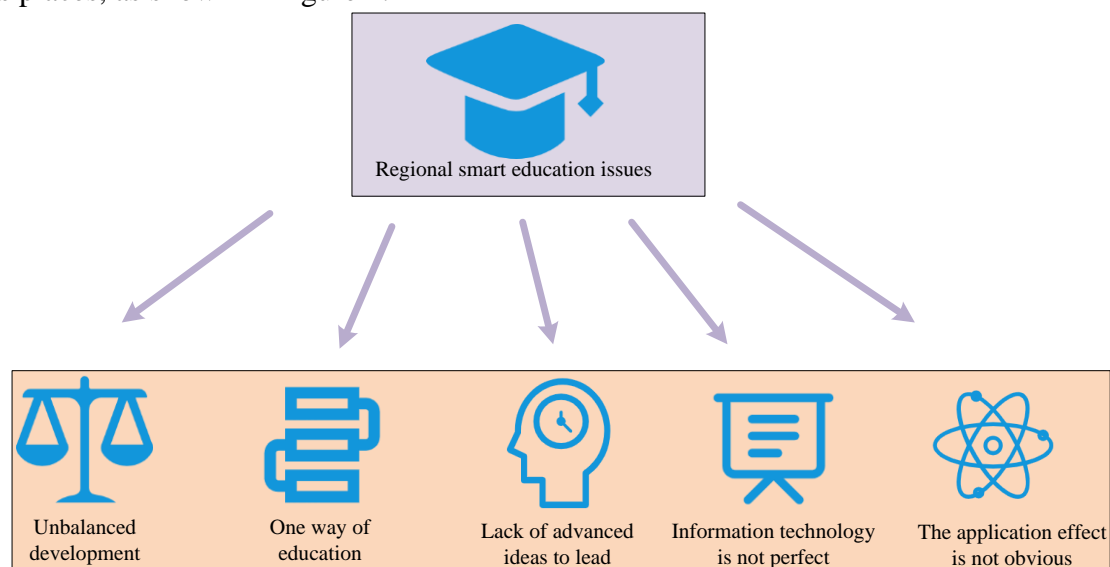 Regional smart education issues
Unbalanced
development
One way of
education
Lack of advanced
ideas to lead
Information technology
is not perfect
The application effect
is not obvious